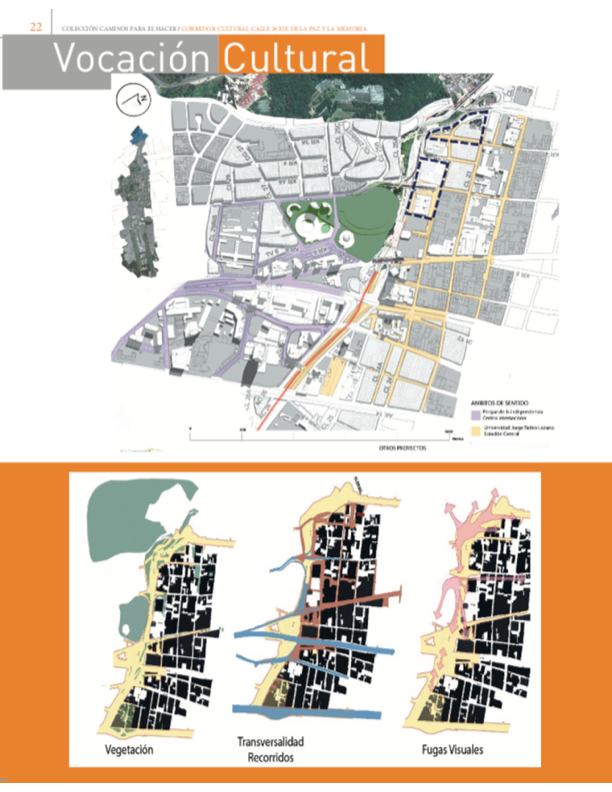 22
COLECCIÓN CAMINOS PARA EL HACER / CORREDOR CULTURAL CALLE 26 EJE DE LA PAZ Y LA MEMORIA
Vocación Cultural
N
AMBITOS DE SENTIDO
Parque de la Independencia
Centro Internacional
Universidad Jorge Tadeo Lozano
Estación Central
OTROS PROYECTOS
Vegetación
Transversalidad
Recorridos
Fugas Visuales